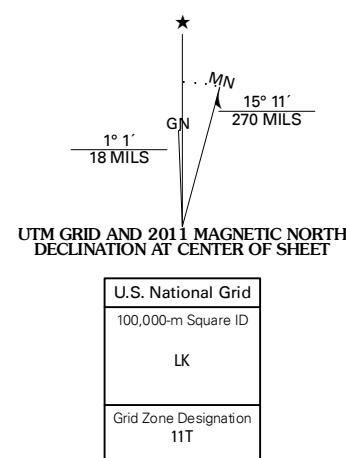 ★
MN
GN
15° 11´
270 MILS
1° 1´
18 MILS
UTM GRID AND 2011 MAGNETIC NORTH
DECLINATION AT CENTER OF SHEET
U.S. National Grid
100,000-m Square ID
LK
Grid Zone Designation
11T